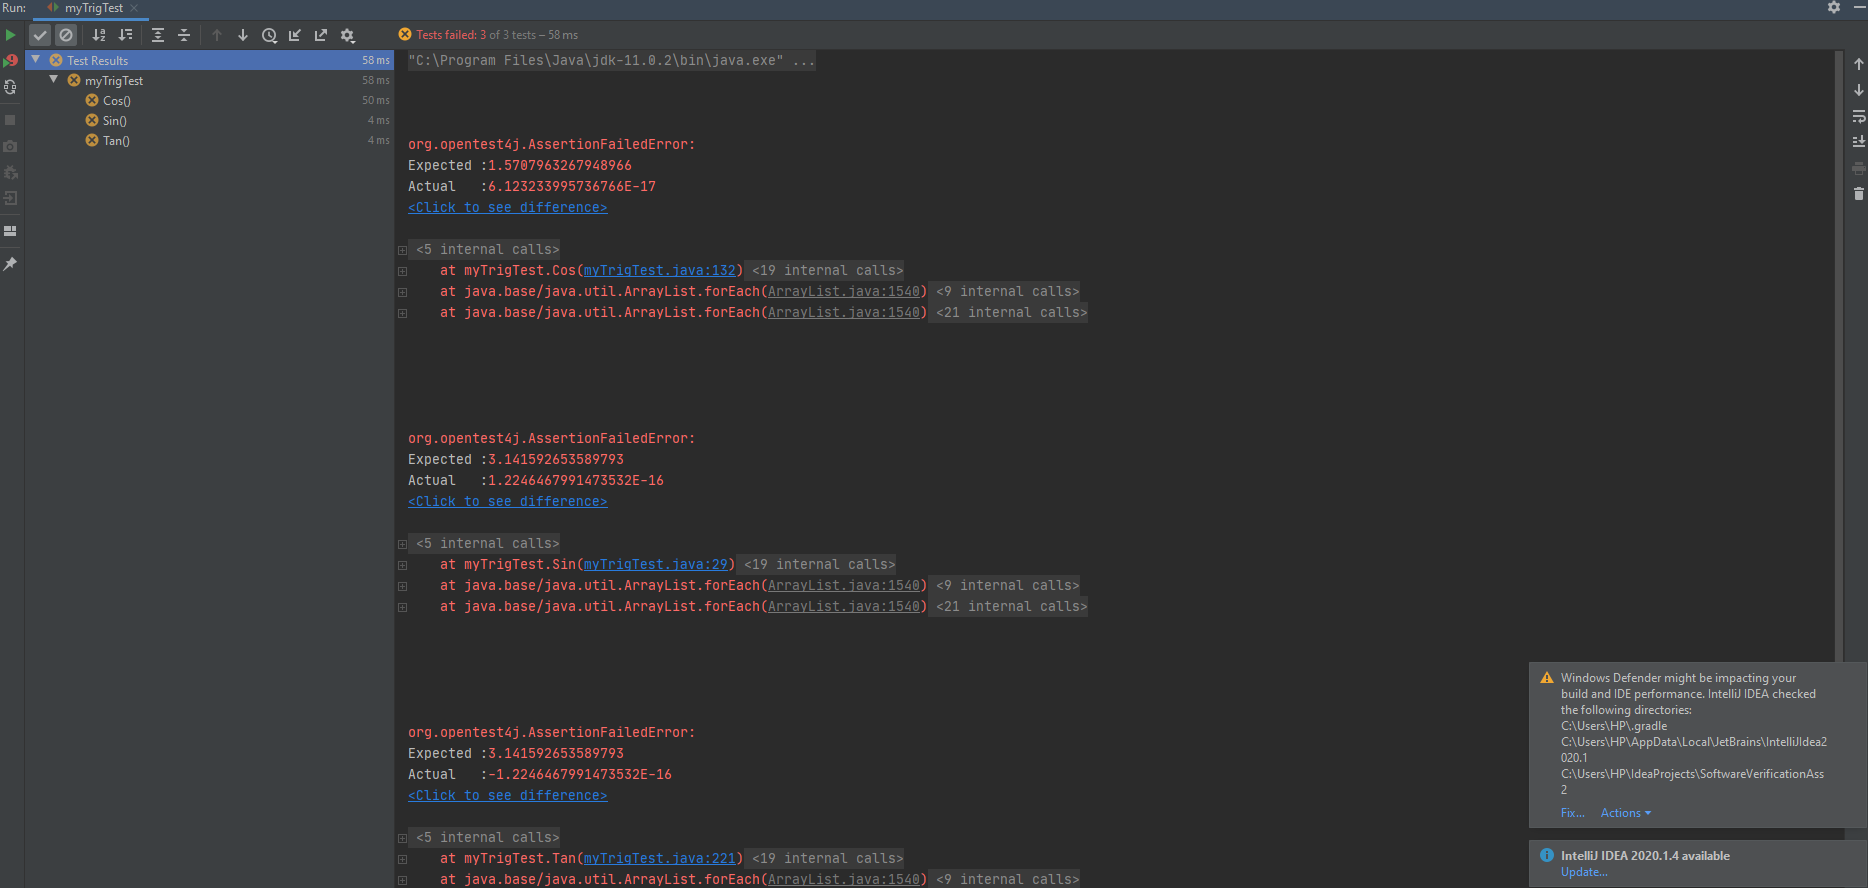 Run: myTrigTest
Tests failed: 3 of 3 tests – 58 ms
Test Results 58 ms
myTrigTest 58 ms
Cos() 50 ms
Sin() 4 ms
Tan() 4 ms
"C:\Program Files\Java\jdk-11.0.2\bin\java.exe" ...
org.opentest4j.AssertionFailedError:
Expected :1.5707963267948966
Actual :6.123233995736766E-17
<Click to see difference>
<5 internal calls>
at myTrigTest.Cos(myTrigTest.java:132) <19 internal calls>
at java.base/java.util.ArrayList.forEach(ArrayList.java:1540) <9 internal calls>
at java.base/java.util.ArrayList.forEach(ArrayList.java:1540) <21 internal calls>
org.opentest4j.AssertionFailedError:
Expected :3.141592653589793
Actual :1.2246467991473532E-16
<Click to see difference>
<5 internal calls>
at myTrigTest.Sin(myTrigTest.java:29) <19 internal calls>
at java.base/java.util.ArrayList.forEach(ArrayList.java:1540) <9 internal calls>
at java.base/java.util.ArrayList.forEach(ArrayList.java:1540) <21 internal calls>
org.opentest4j.AssertionFailedError:
Expected :3.141592653589793
Actual :-1.2246467991473532E-16
<Click to see difference>
<5 internal calls>
at myTrigTest.Tan(myTrigTest.java:221) <19 internal calls>
at java.base/java.util.ArrayList.forEach(ArrayList.java:1540) <9 internal calls>
Windows Defender might be impacting your
build and IDE performance. IntelliJ IDEA checked
the following directories:
C:\Users\HP\.gradle
C:\Users\HP\AppData\Local\JetBrains\IntelliJIdea2
020.1
C:\Users\HP\IdeaProjects\SoftwareVerificationAss
2
Fix... Actions
IntelliJ IDEA 2020.1.4 available
Update...